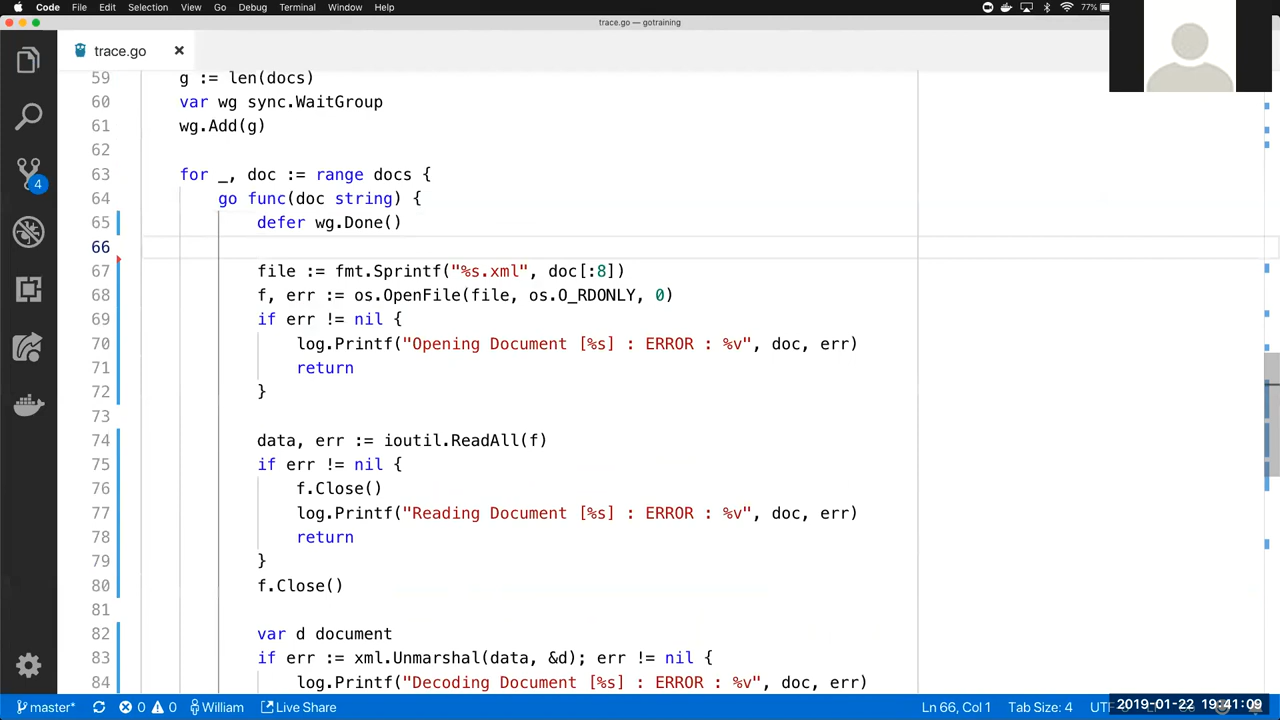 Code File Edit Selection View Go Debug Terminal Window Help 77%
trace.go — gotraining
trace.go
59 g := len(docs)
60 var wg sync.WaitGroup
61 wg.Add(g)
62
63 for _, doc := range docs {
64 go func(doc string) {
65 defer wg.Done()
66
67 file := fmt.Sprintf("%s.xml", doc[:8])
68 f, err := os.OpenFile(file, os.O_RDONLY, 0)
69 if err != nil {
70 log.Printf("Opening Document [%s] : ERROR : %v", doc, err)
71 return
72 }
73
74 data, err := ioutil.ReadAll(f)
75 if err != nil {
76 f.Close()
77 log.Printf("Reading Document [%s] : ERROR : %v", doc, err)
78 return
79 }
80 f.Close()
81
82 var d document
83 if err := xml.Unmarshal(data, &d); err != nil {
84 log.Printf("Decoding Document [%s] : ERROR : %v", doc, err)
4
master* 0 0 William Live Share Ln 66, Col 1 Tab Size: 4 2019-01-22 19:41:09